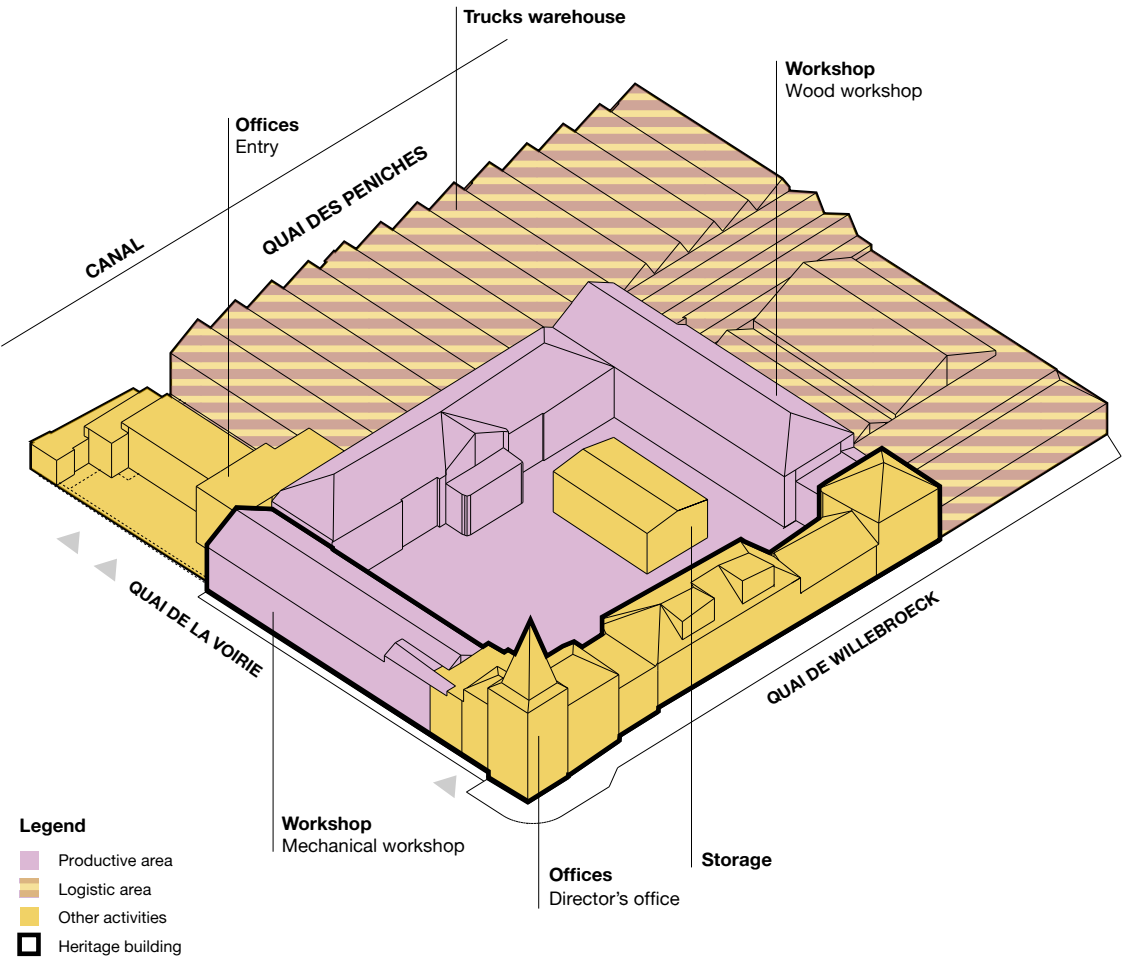 Trucks warehouse
Workshop
Wood workshop
Offices
Entry
QUAI DES PENICHES
CANAL
QUAI DE LA VOIRIE
QUAI DE WILLEBROECK
Workshop
Mechanical workshop
Storage
Offices
Director’s office
Legend
Productive area
Logistic area
Other activities
Heritage building